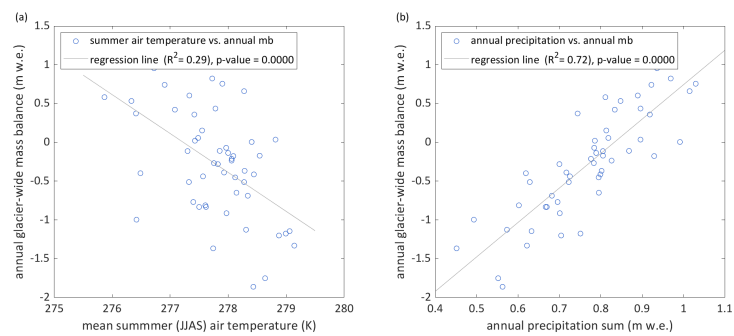 (a)
1.5
1
0.5
0
-0.5
-1
-1.5
-2
annual glacier-wide mass balance (m w.e.)
summer air temperature vs. annual mb
regression line (R2= 0.29), p-value = 0.0000
275 276 277 278 279 280
mean summmer (JJAS) air temperature (K)
(b)
1.5
1
0.5
0
-0.5
-1
-1.5
-2
annual glacier-wide mass balance (m w.e.)
annual precipitation vs. annual mb
regression line (R2= 0.72), p-value = 0.0000
0.4 0.5 0.6 0.7 0.8 0.9 1 1.1
annual precipitation sum (m w.e.)